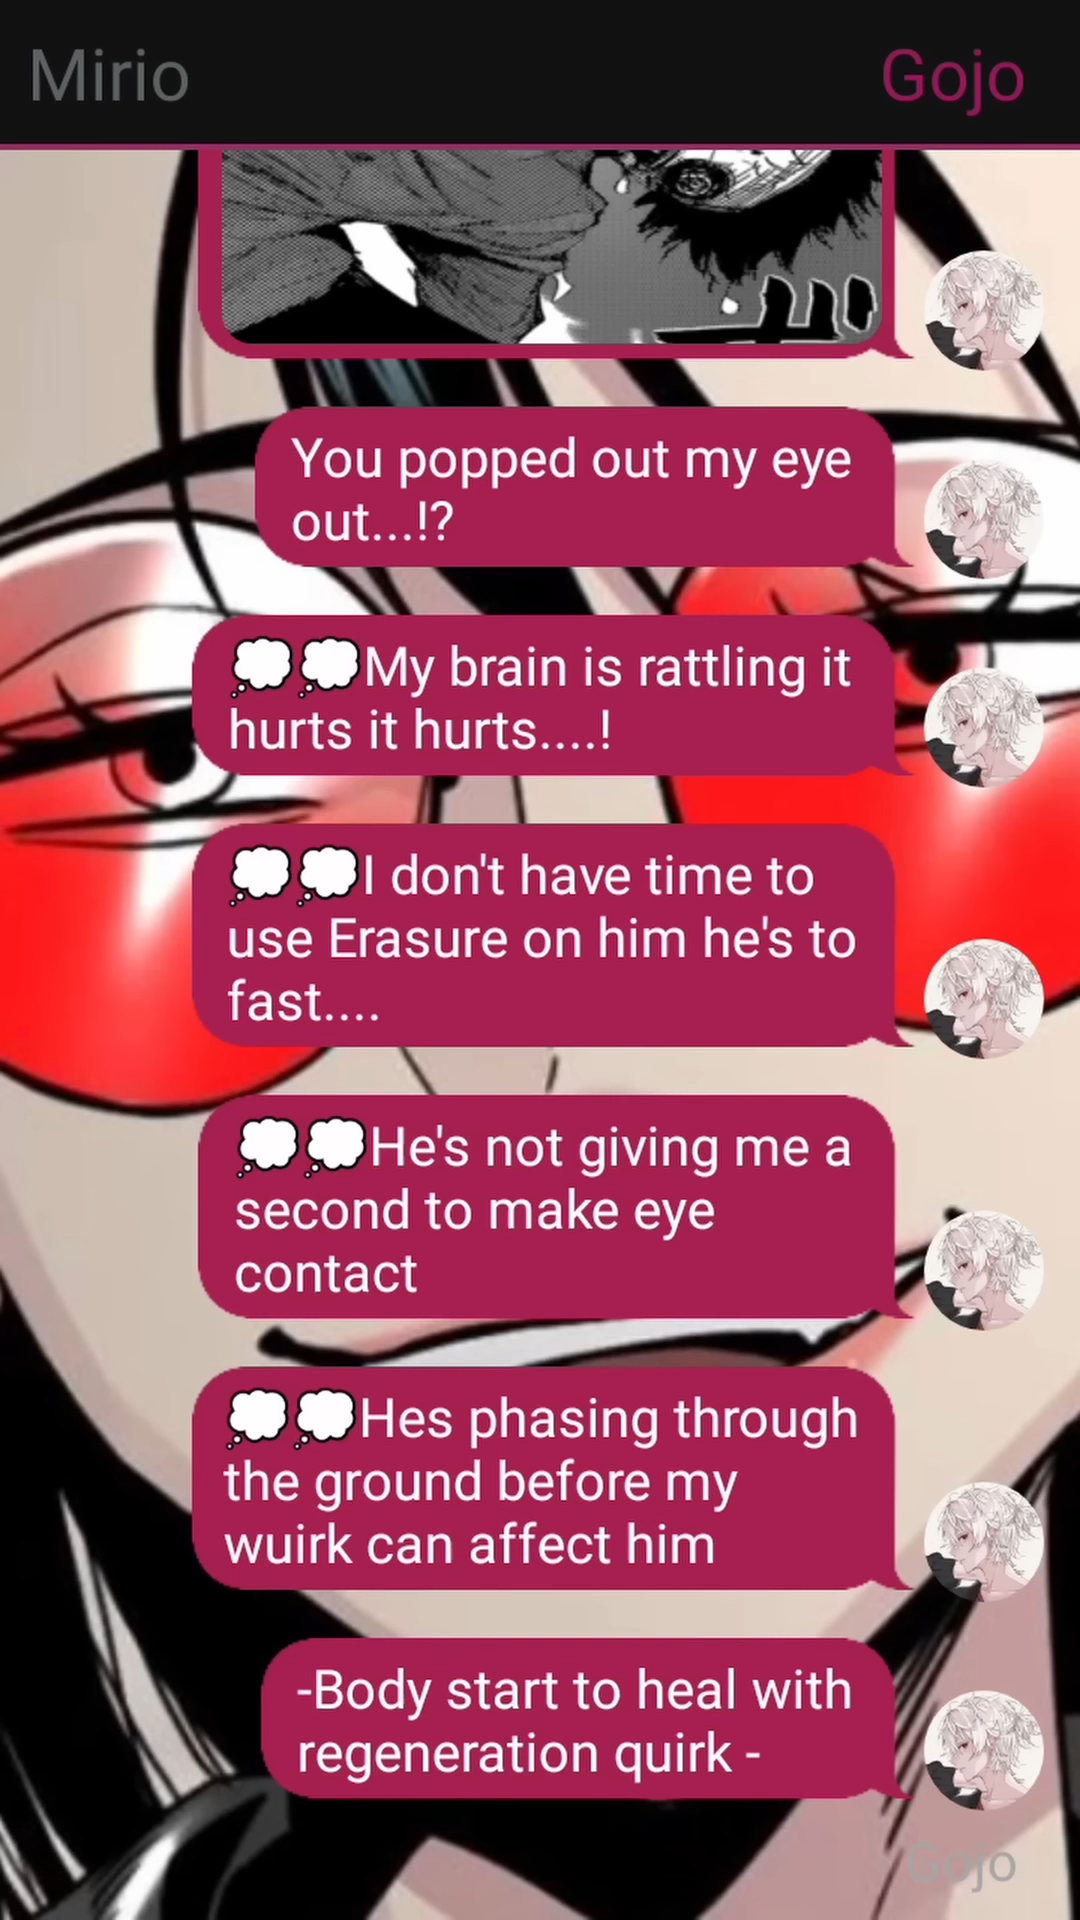 Mirio
Gojo
You popped out my eye
out...!?
💭💭My brain is rattling it
hurts it hurts....!
💭💭I don't have time to
use Erasure on him he's to
fast....
💭💭He's not giving me a
second to make eye
contact
💭💭Hes phasing through
the ground before my
wuirk can affect him
-Body start to heal with
regeneration quirk -
Gojo